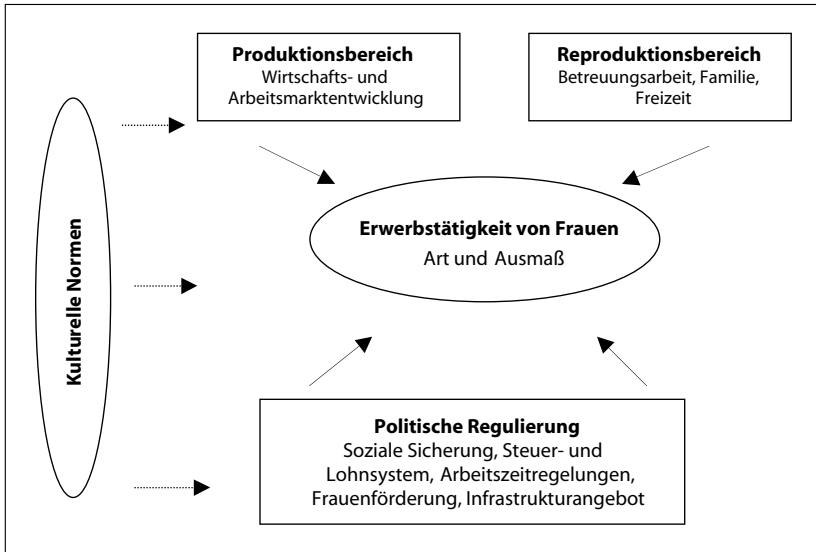 Produktionsbereich
Wirtschafts- und
Arbeitsmarktentwicklung
Reproduktionsbereich
Betreuungsarbeit, Familie,
Freizeit
Kulturelle Normen
Erwerbstätigkeit von Frauen
Art und Ausmaß
Politische Regulierung
Soziale Sicherung, Steuer- und
Lohnsystem, Arbeitszeitregelungen,
Frauenförderung, Infrastrukturangebot